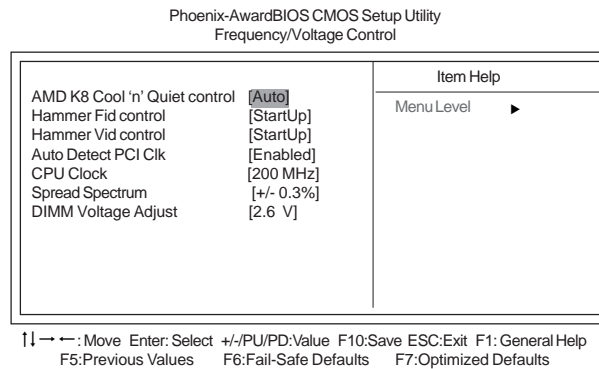 Phoenix-AwardBIOS CMOS Setup Utility
Frequency/Voltage Control
Item Help
Menu Level ►
AMD K8 Cool ‘n’ Quiet control [Auto]
Hammer Fid control [StartUp]
Hammer Vid control [StartUp]
Auto Detect PCI Clk [Enabled]
CPU Clock [200 MHz]
Spread Spectrum [+/- 0.3%]
DIMM Voltage Adjust [2.6 V]
↑↓→←: Move Enter: Select +/-/PU/PD:Value F10:Save ESC:Exit F1: General Help
F5:Previous Values F6:Fail-Safe Defaults F7:Optimized Defaults